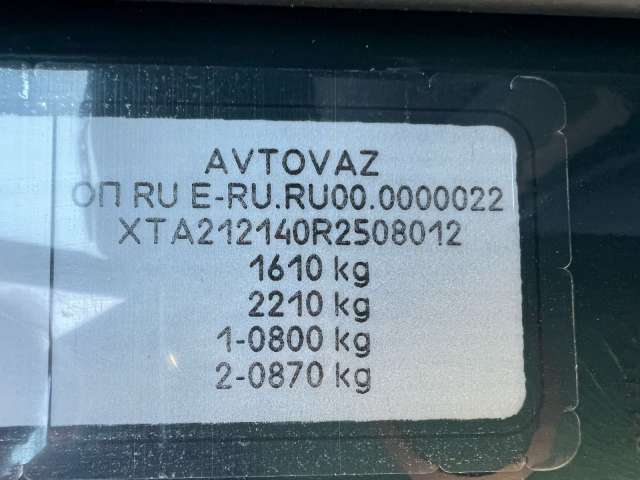 AVTOVAZ
ОП RU E-RU.RU00.0000022
XTA212140R2508012
1610 kg
2210 kg
1-0800 kg
2-0870 kg